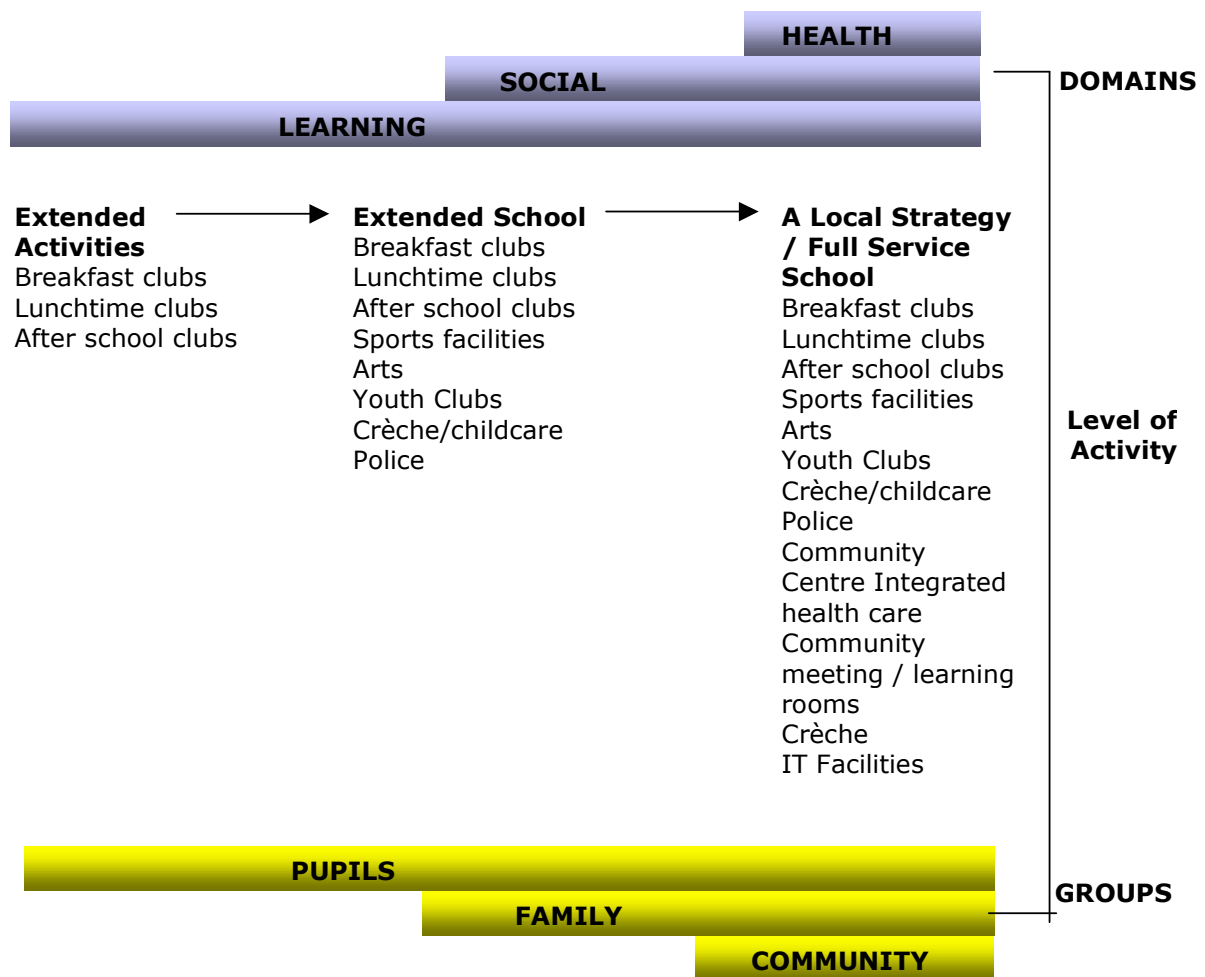 HEALTH
SOCIAL
DOMAINS
LEARNING
Extended
Activities
Breakfast clubs
Lunchtime clubs
After school clubs
Extended School
Breakfast clubs
Lunchtime clubs
After school clubs
Sports facilities
Arts
Youth Clubs
Crèche/childcare
Police
A Local Strategy
/ Full Service
School
Breakfast clubs
Lunchtime clubs
After school clubs
Sports facilities
Arts
Youth Clubs
Crèche/childcare
Police
Community
Centre Integrated
health care
Community
meeting / learning
rooms
Crèche
IT Facilities
Level of
Activity
PUPILS
GROUPS
FAMILY
COMMUNITY